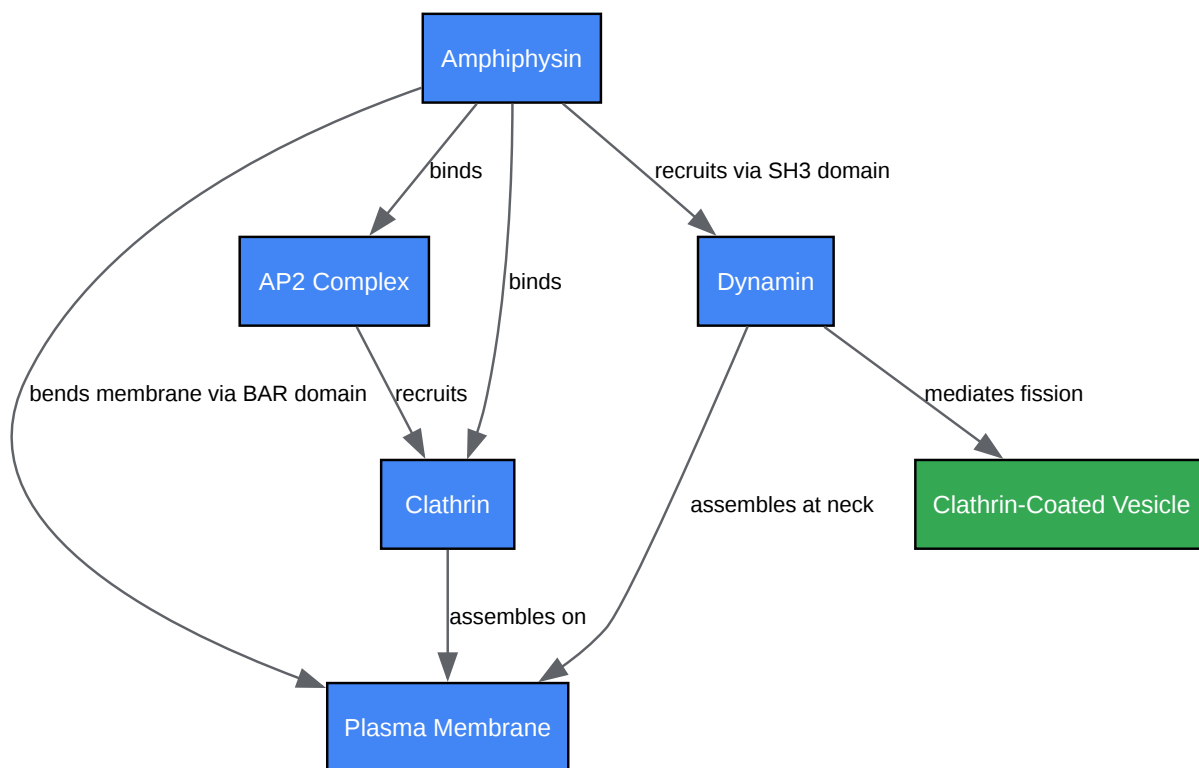 Amphiphysin
binds
recruits via SH3 domain
AP2 Complex
binds
Dynamin
bends membrane via BAR domain
recruits
mediates fission
Clathrin
assembles at neck
Clathrin-Coated Vesicle
assembles on
Plasma Membrane